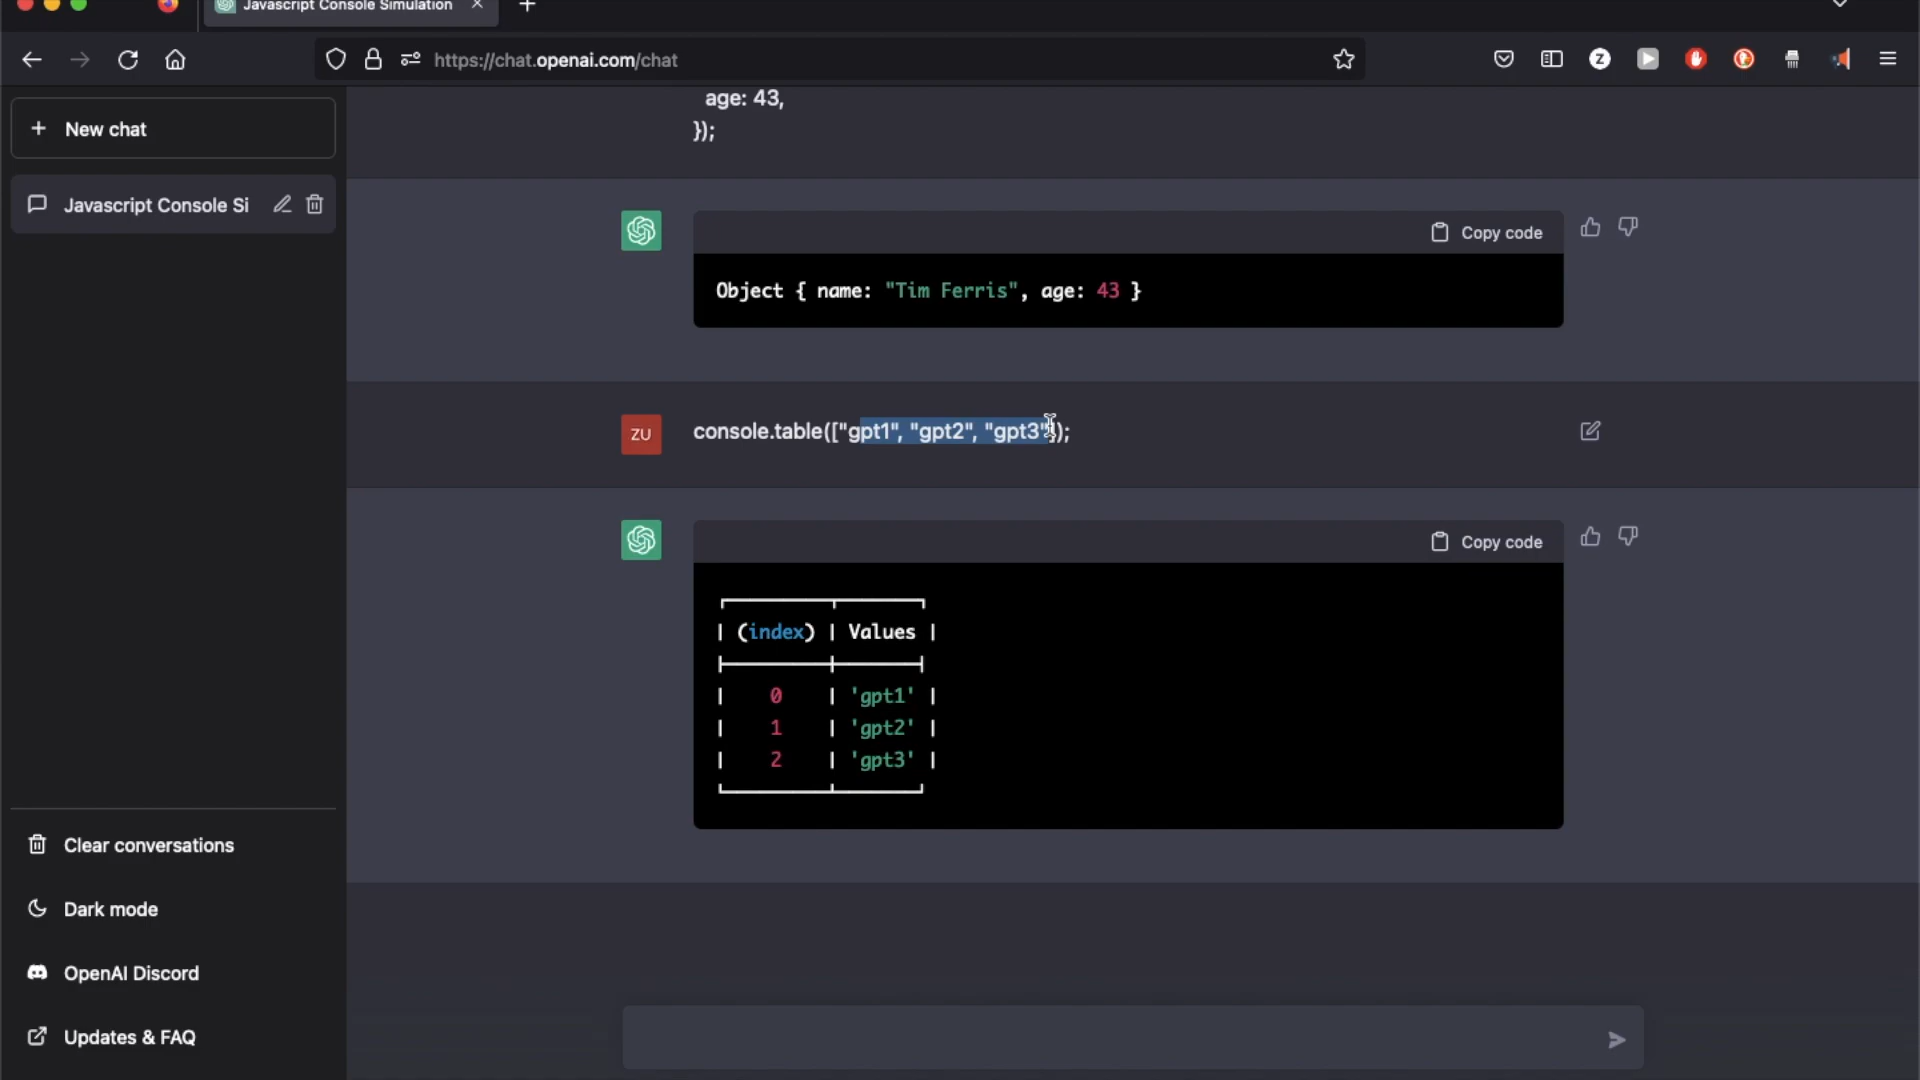 Javascript Console Simulation
https://chat.openai.com/chat
New chat
Javascript Console Si
Clear conversations
Dark mode
OpenAI Discord
Updates & FAQ
age: 43,
});
Copy code
Object { name: "Tim Ferris", age: 43 }
ZU
console.table(["gpt1", "gpt2", "gpt3"]);
Copy code
| (index) | Values |
| 0 | 'gpt1' |
| 1 | 'gpt2' |
| 2 | 'gpt3' |